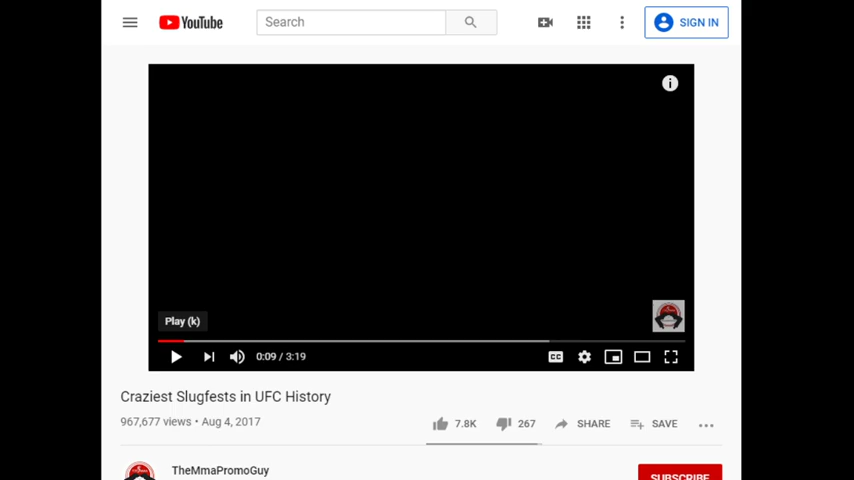 YouTube
Search
SIGN IN
Play (k)
0:09 / 3:19
CC
Craziest Slugfests in UFC History
967,677 views • Aug 4, 2017
7.8K
267
SHARE
SAVE
TheMmaPromoGuy
SUBSCRIBE